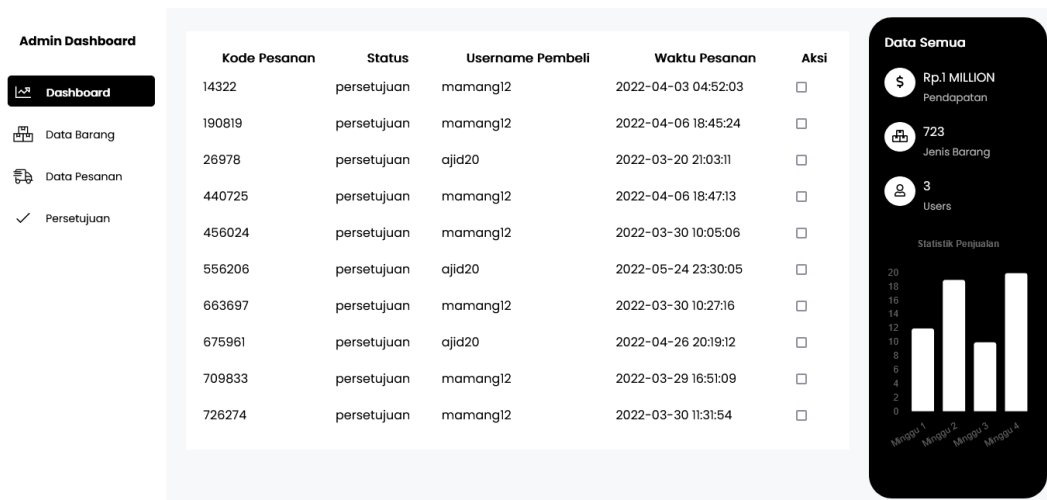 Admin Dashboard
Dashboard
Data Barang
Data Pesanan
Persetujuan
Kode Pesanan Status Username Pembeli Waktu Pesanan Aksi
14322 persetujuan mamang12 2022-04-03 04:52:03
190819 persetujuan mamang12 2022-04-06 18:45:24
26978 persetujuan ajid20 2022-03-20 21:03:11
440725 persetujuan mamang12 2022-04-06 18:47:13
456024 persetujuan mamang12 2022-03-30 10:05:06
556206 persetujuan ajid20 2022-05-24 23:30:05
663697 persetujuan mamang12 2022-03-30 10:27:16
675961 persetujuan ajid20 2022-04-26 20:19:12
709833 persetujuan mamang12 2022-03-29 16:51:09
726274 persetujuan mamang12 2022-03-30 11:31:54
Data Semua
$
Rp.1 MILLION
Pendapatan
723
Jenis Barang
3
Users
Statistik Penjualan
20
18
16
14
12
10
8
6
4
2
0
Minggu 1 Minggu 2 Minggu 3 Minggu 4